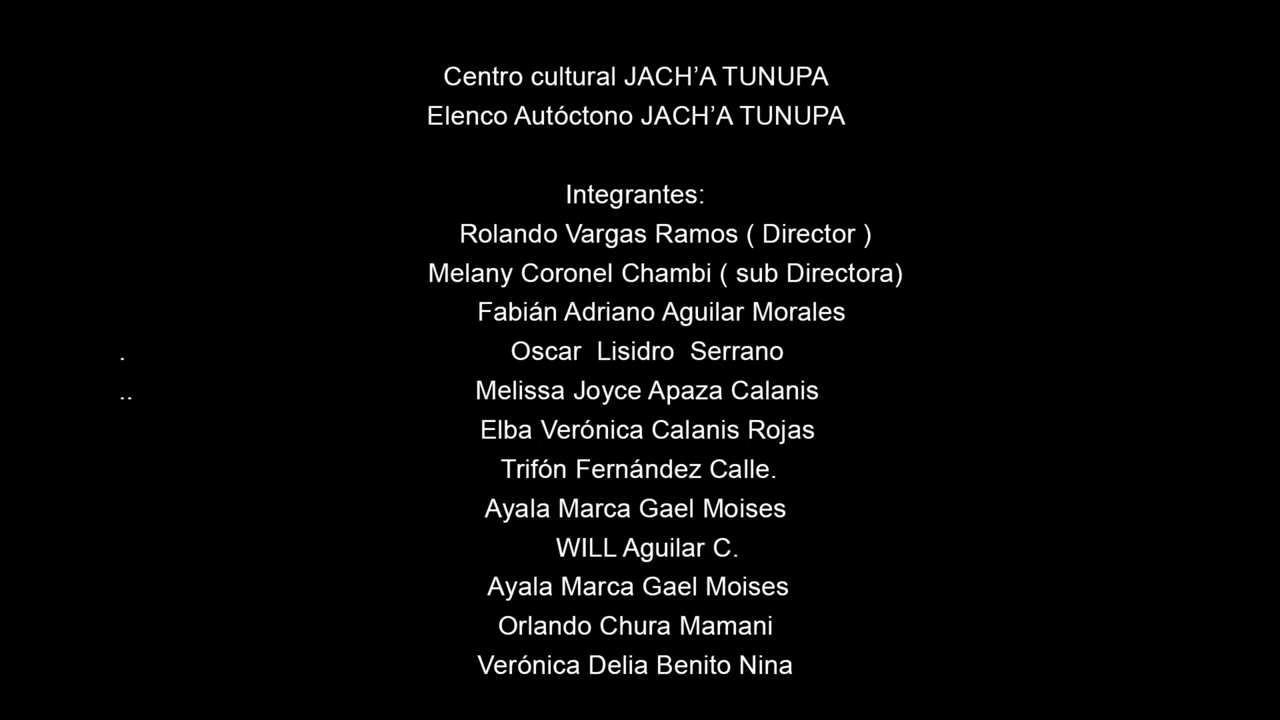 Centro cultural JACH’A TUNUPA
Elenco Autóctono JACH’A TUNUPA
Integrantes:
Rolando Vargas Ramos ( Director )
Melany Coronel Chambi ( sub Directora)
Fabián Adriano Aguilar Morales
. Oscar  Lisidro  Serrano
.. Melissa Joyce Apaza Calanis
Elba Verónica Calanis Rojas
Trifón Fernández Calle.
Ayala Marca Gael Moises
WILL Aguilar C.
Ayala Marca Gael Moises
Orlando Chura Mamani
Verónica Delia Benito Nina